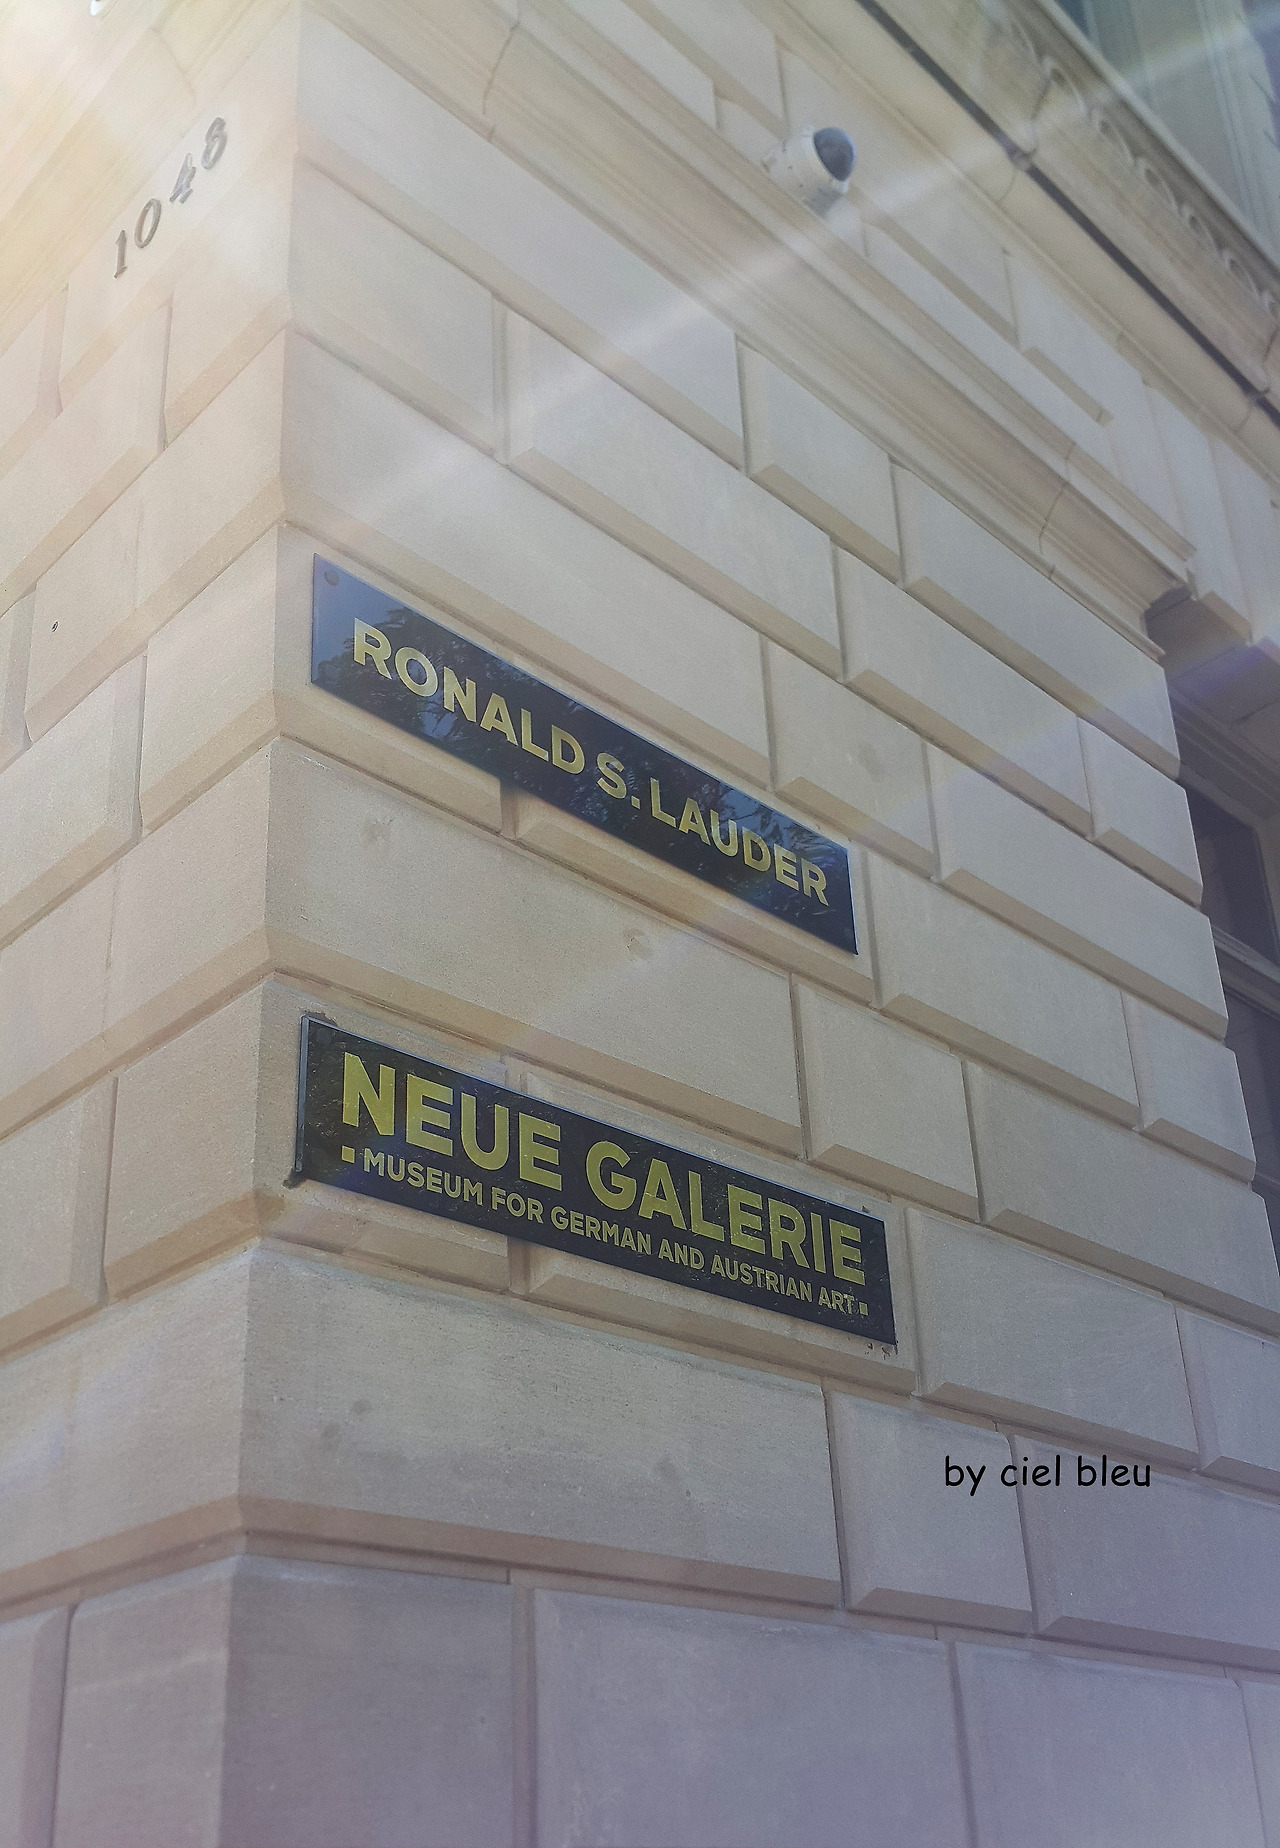 1048
RONALD S. LAUDER
NEUE GALERIE
▪ MUSEUM FOR GERMAN AND AUSTRIAN ART ▪
by ciel bleu